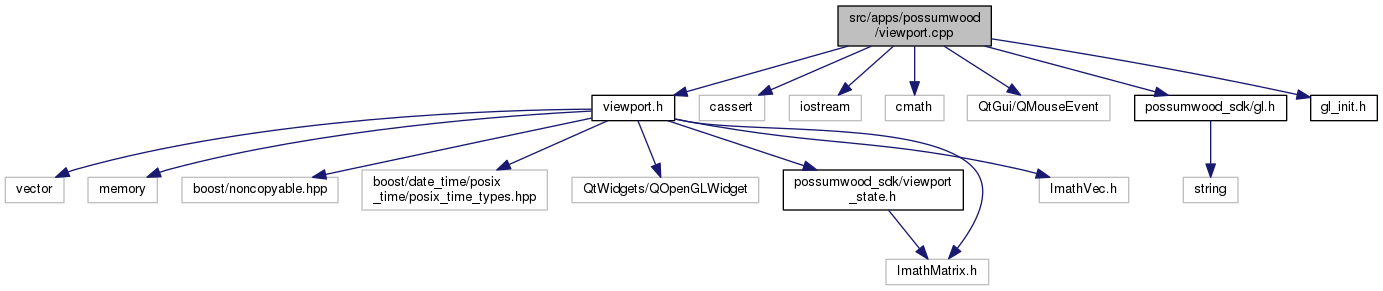 src/apps/possumwood
/viewport.cpp
viewport.h
cassert
iostream
cmath
QtGui/QMouseEvent
possumwood_sdk/gl.h
gl_init.h
vector
memory
boost/noncopyable.hpp
boost/date_time/posix
_time/posix_time_types.hpp
QtWidgets/QOpenGLWidget
possumwood_sdk/viewport
_state.h
ImathVec.h
string
ImathMatrix.h